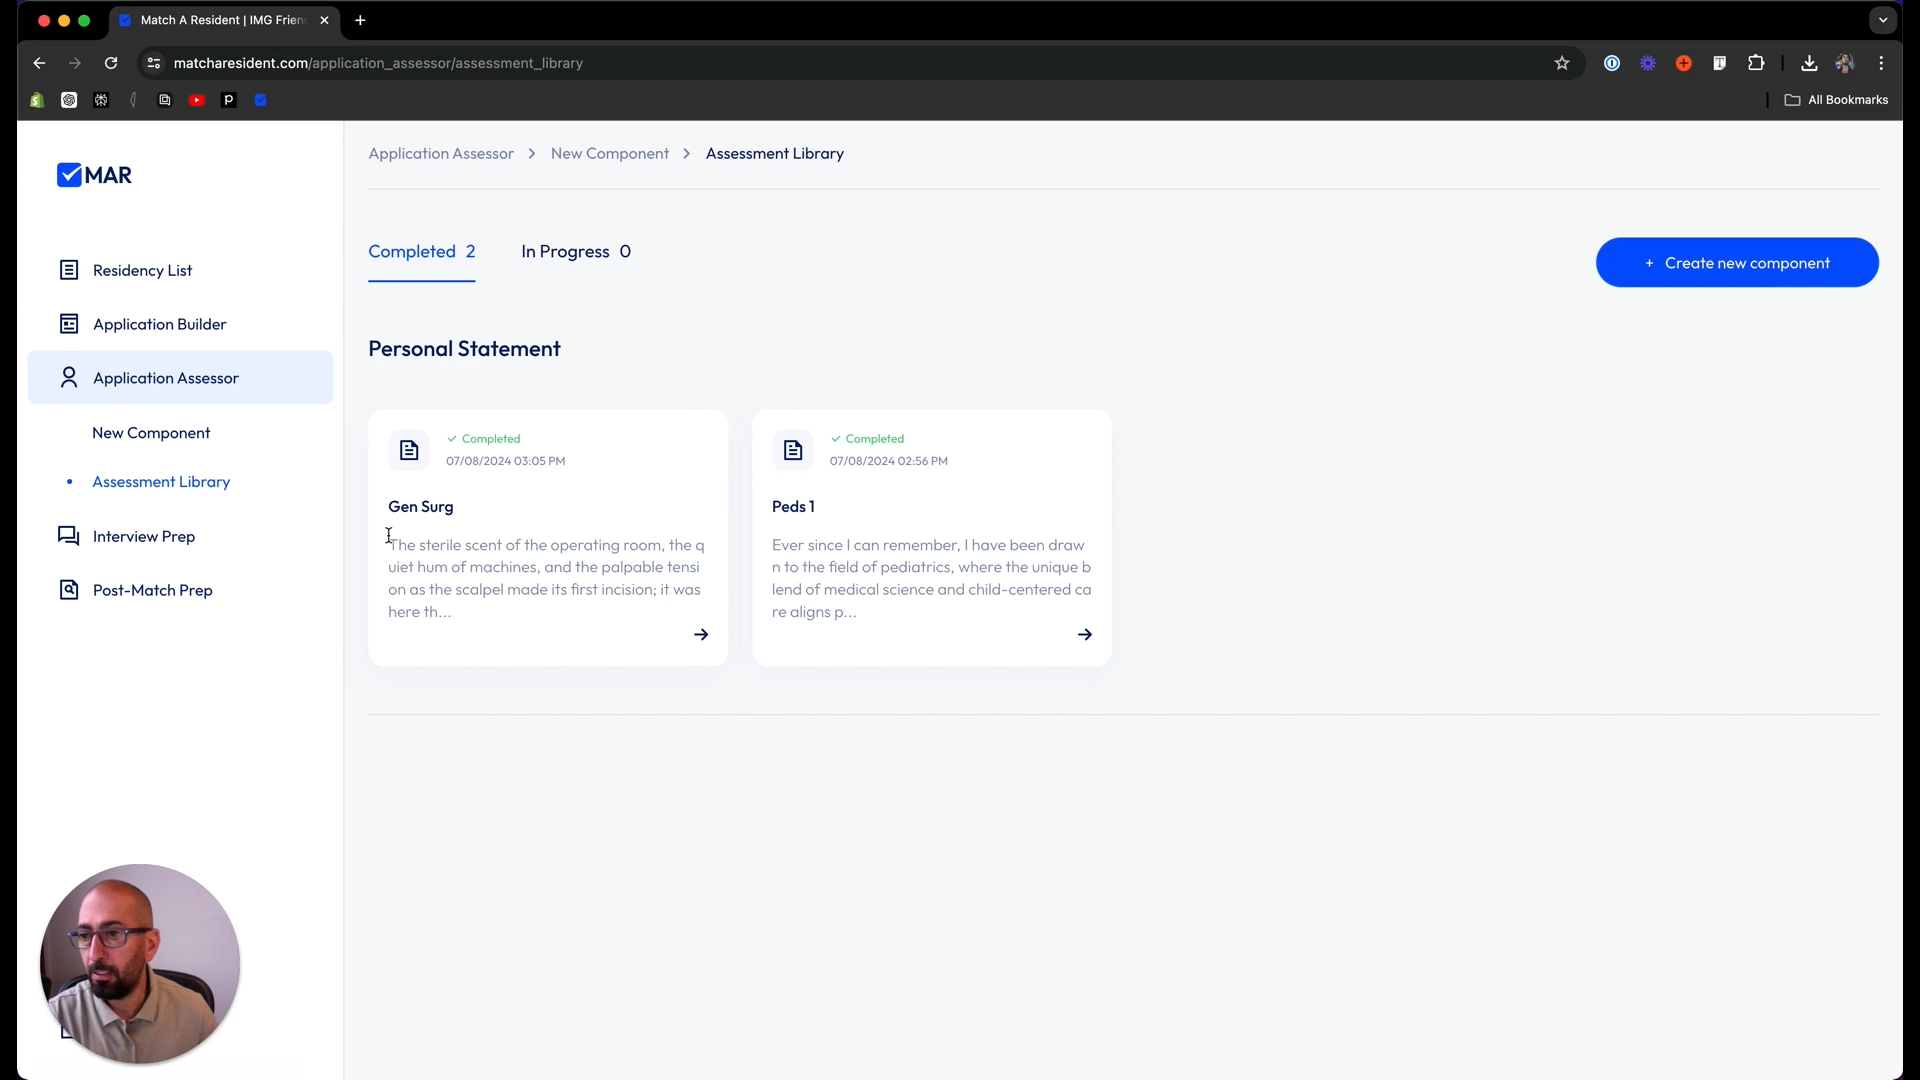 Match A Resident | IMG Frien
matcharesident.com/application_assessor/assessment_library
All Bookmarks
MAR
Application Assessor > New Component > Assessment Library
Residency List
Application Builder
Application Assessor
New Component
Assessment Library
Interview Prep
Post-Match Prep
Completed 2
In Progress 0
+ Create new component
Personal Statement
Completed
07/08/2024 03:05 PM
Gen Surg
The sterile scent of the operating room, the q
uiet hum of machines, and the palpable tensi
on as the scalpel made its first incision; it was
here th...
Completed
07/08/2024 02:56 PM
Peds 1
Ever since I can remember, I have been draw
n to the field of pediatrics, where the unique b
lend of medical science and child-centered ca
re aligns p...